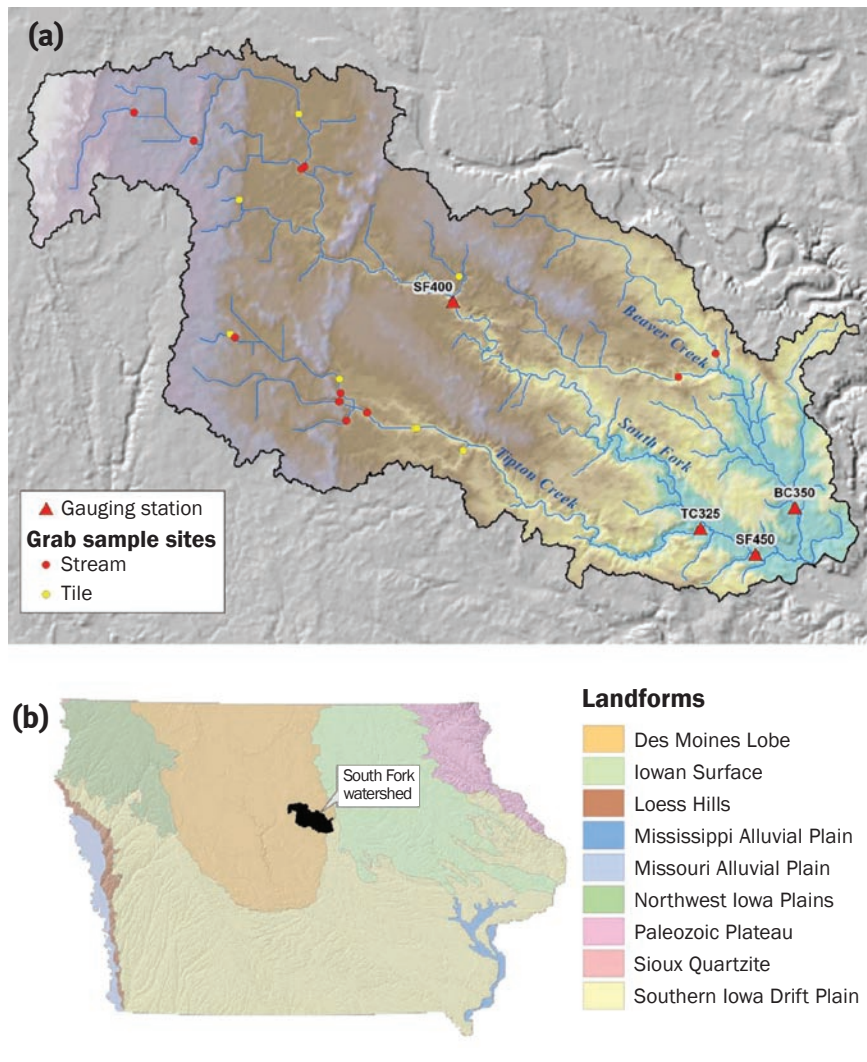 (a)
SF400
Beaver Creek
South Fork
Tipton Creek
BC350
TC325
SF450
Gauging station
Grab sample sites
Stream
Tile
(b)
South Fork
watershed
Landforms
Des Moines Lobe
Iowan Surface
Loess Hills
Mississippi Alluvial Plain
Missouri Alluvial Plain
Northwest Iowa Plains
Paleozoic Plateau
Sioux Quartzite
Southern Iowa Drift Plain